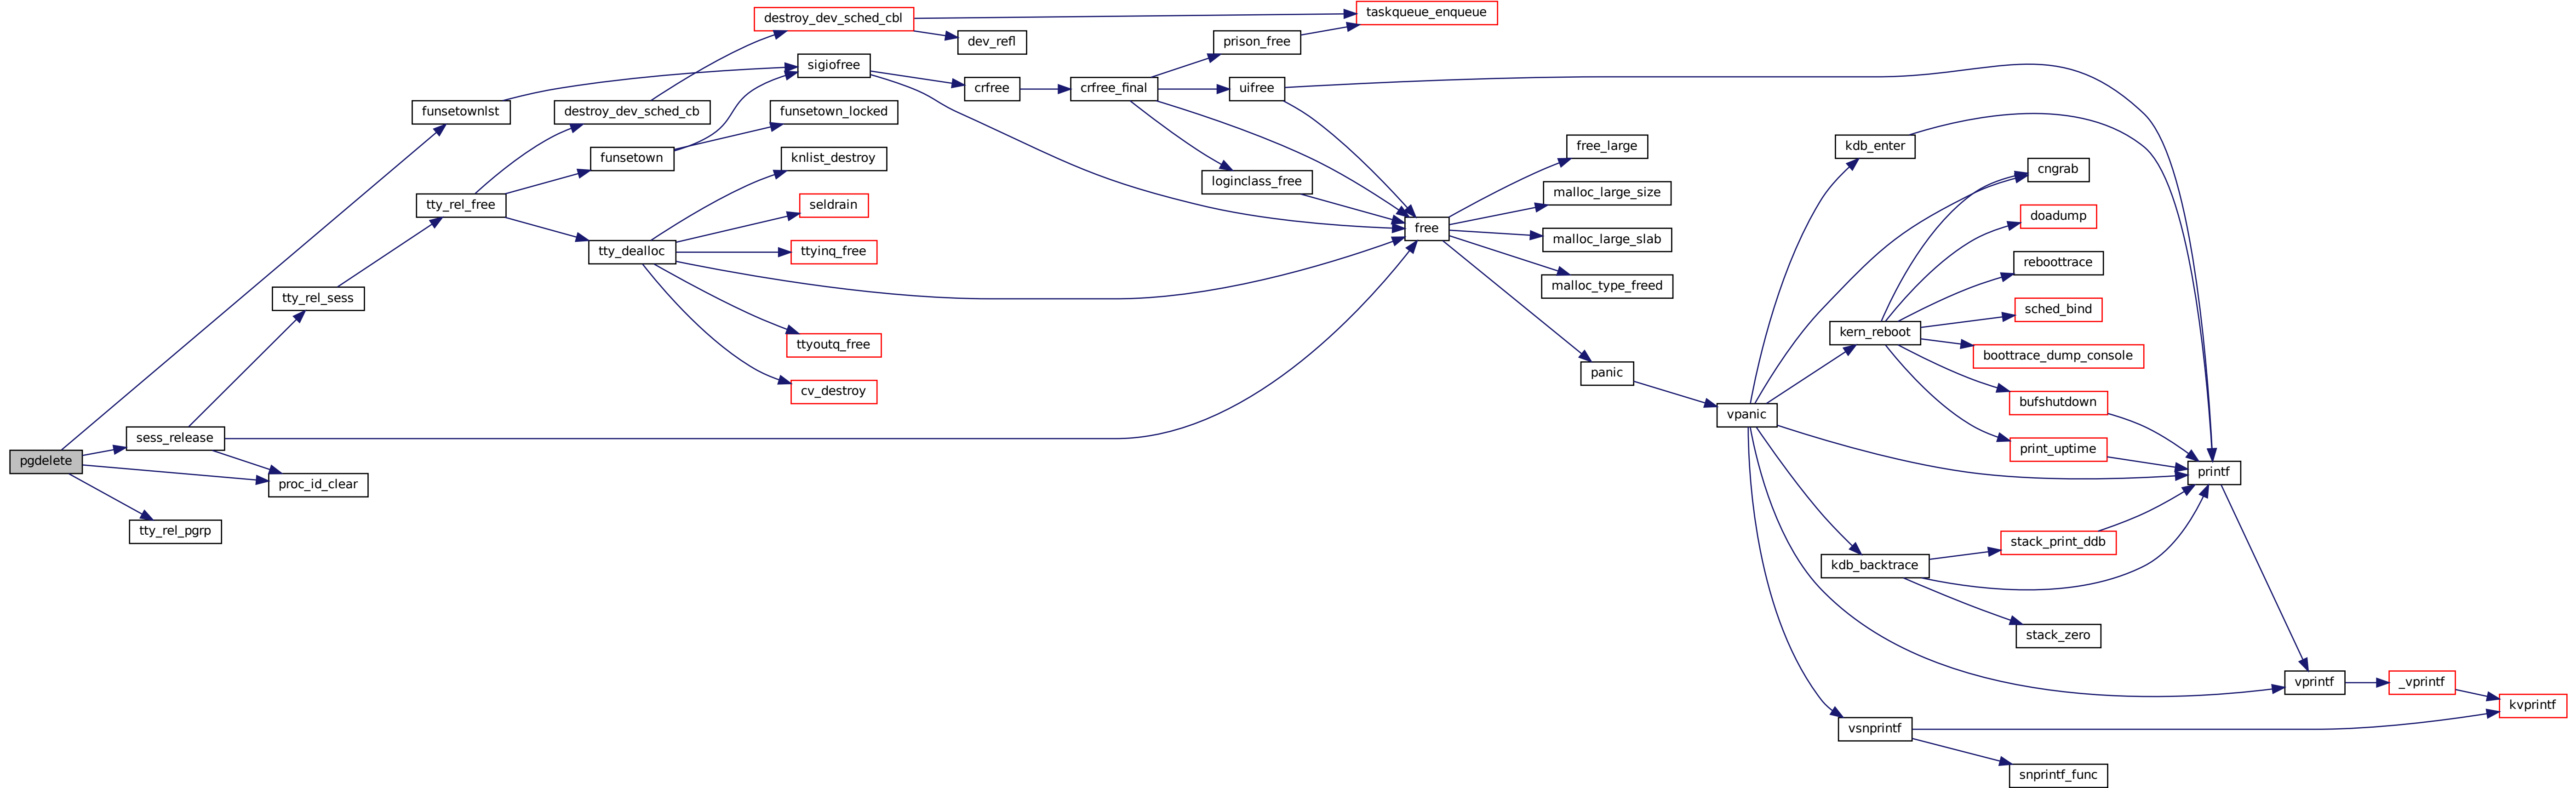 pgdelete
funsetownlst
sess_release
proc_id_clear
tty_rel_pgrp
tty_rel_sess
tty_rel_free
destroy_dev_sched_cb
funsetown
tty_dealloc
destroy_dev_sched_cbl
sigiofree
funsetown_locked
knlist_destroy
seldrain
ttyinq_free
ttyoutq_free
cv_destroy
dev_refl
crfree
crfree_final
prison_free
uifree
loginclass_free
taskqueue_enqueue
free
free_large
malloc_large_size
malloc_large_slab
malloc_type_freed
panic
vpanic
kdb_enter
kern_reboot
kdb_backtrace
vsnprintf
cngrab
doadump
reboottrace
sched_bind
boottrace_dump_console
bufshutdown
print_uptime
stack_print_ddb
stack_zero
snprintf_func
printf
vprintf
_vprintf
kvprintf